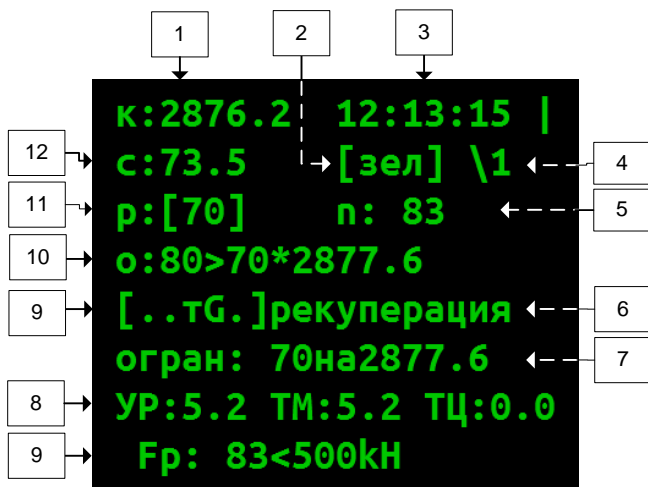 1 2 3
к:2876.2 12:13:15 |
12 с:73.5 [зел] \1 4
11 р:[70] п: 83 5
10 о:80>70*2877.6
9 [..тG.]рекуперация 6
огран: 70на2877.6 7
8 УР:5.2 ТМ:5.2 ТЦ:0.0
9 Fр: 83<500kH